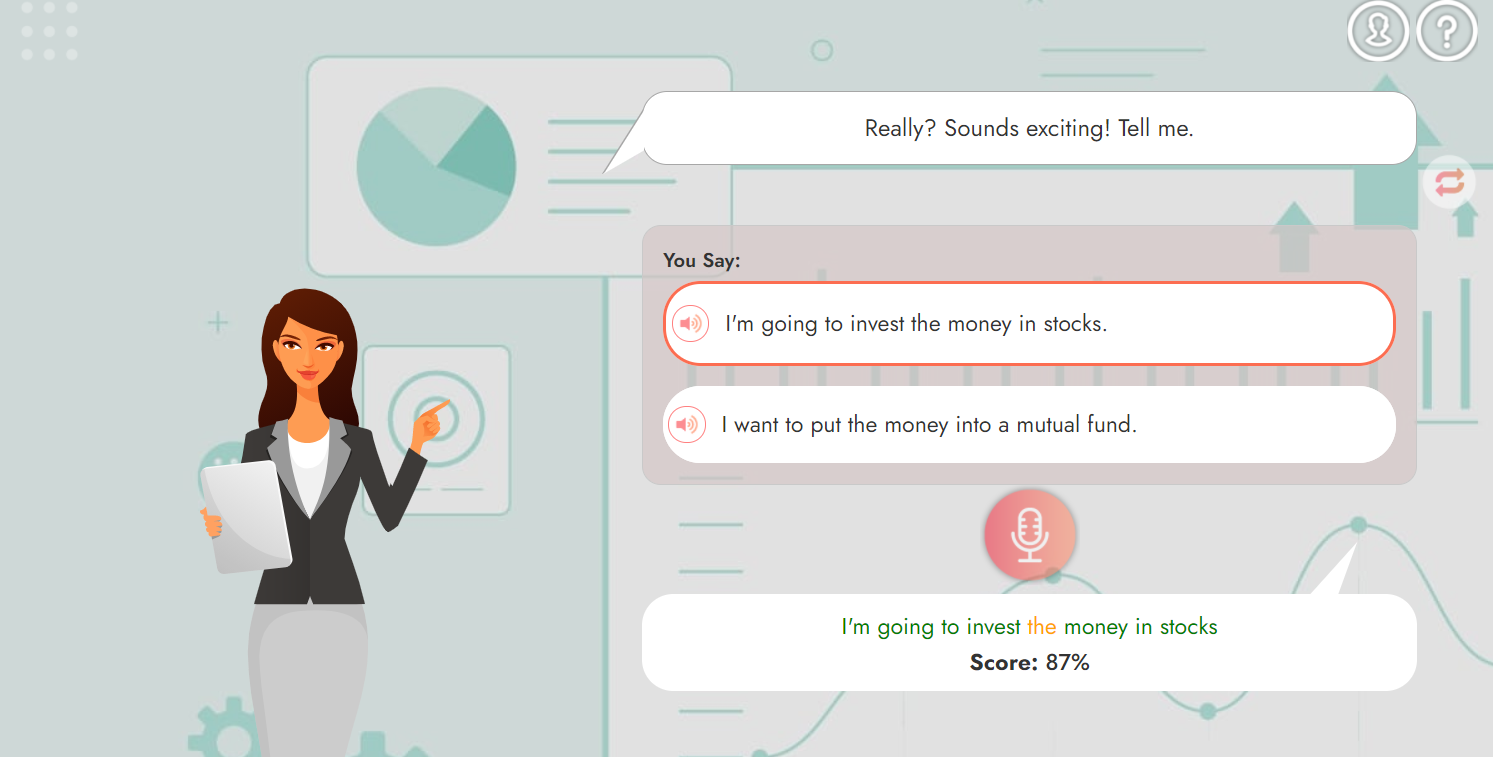 ?
Really? Sounds exciting! Tell me.
You Say:
I'm going to invest the money in stocks.
I want to put the money into a mutual fund.
I'm going to invest the money in stocks
Score: 87%